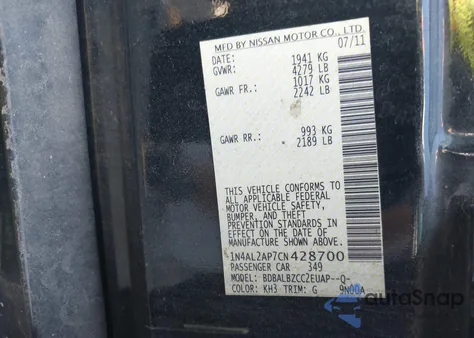 MFD BY NISSAN MOTOR CO., LTD.
DATE: 07/11
GVWR: 1941 KG
4279 LB
GAWR FR.: 1017 KG
2242 LB
GAWR RR.: 993 KG
2189 LB
THIS VEHICLE CONFORMS TO
ALL APPLICABLE FEDERAL
MOTOR VEHICLE SAFETY,
BUMPER, AND THEFT
PREVENTION STANDARDS IN
EFFECT ON THE DATE OF
MANUFACTURE SHOWN ABOVE.
1N4AL2AP7CN428700
PASSENGER CAR 349
MODEL: BDBALBZCCZEUAP--Q-
COLOR: KH3 TRIM: G 9N00A
autoSnap